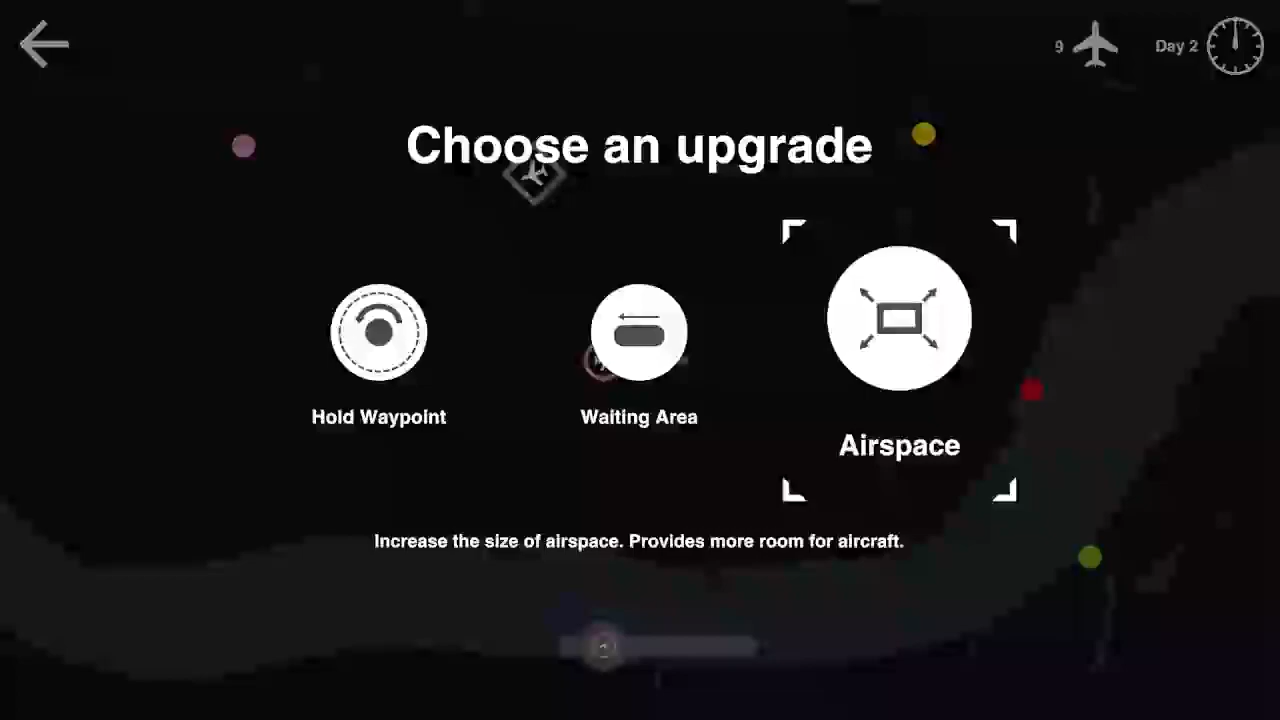 9
Day 2
Choose an upgrade
Hold Waypoint
Waiting Area
Airspace
Increase the size of airspace. Provides more room for aircraft.